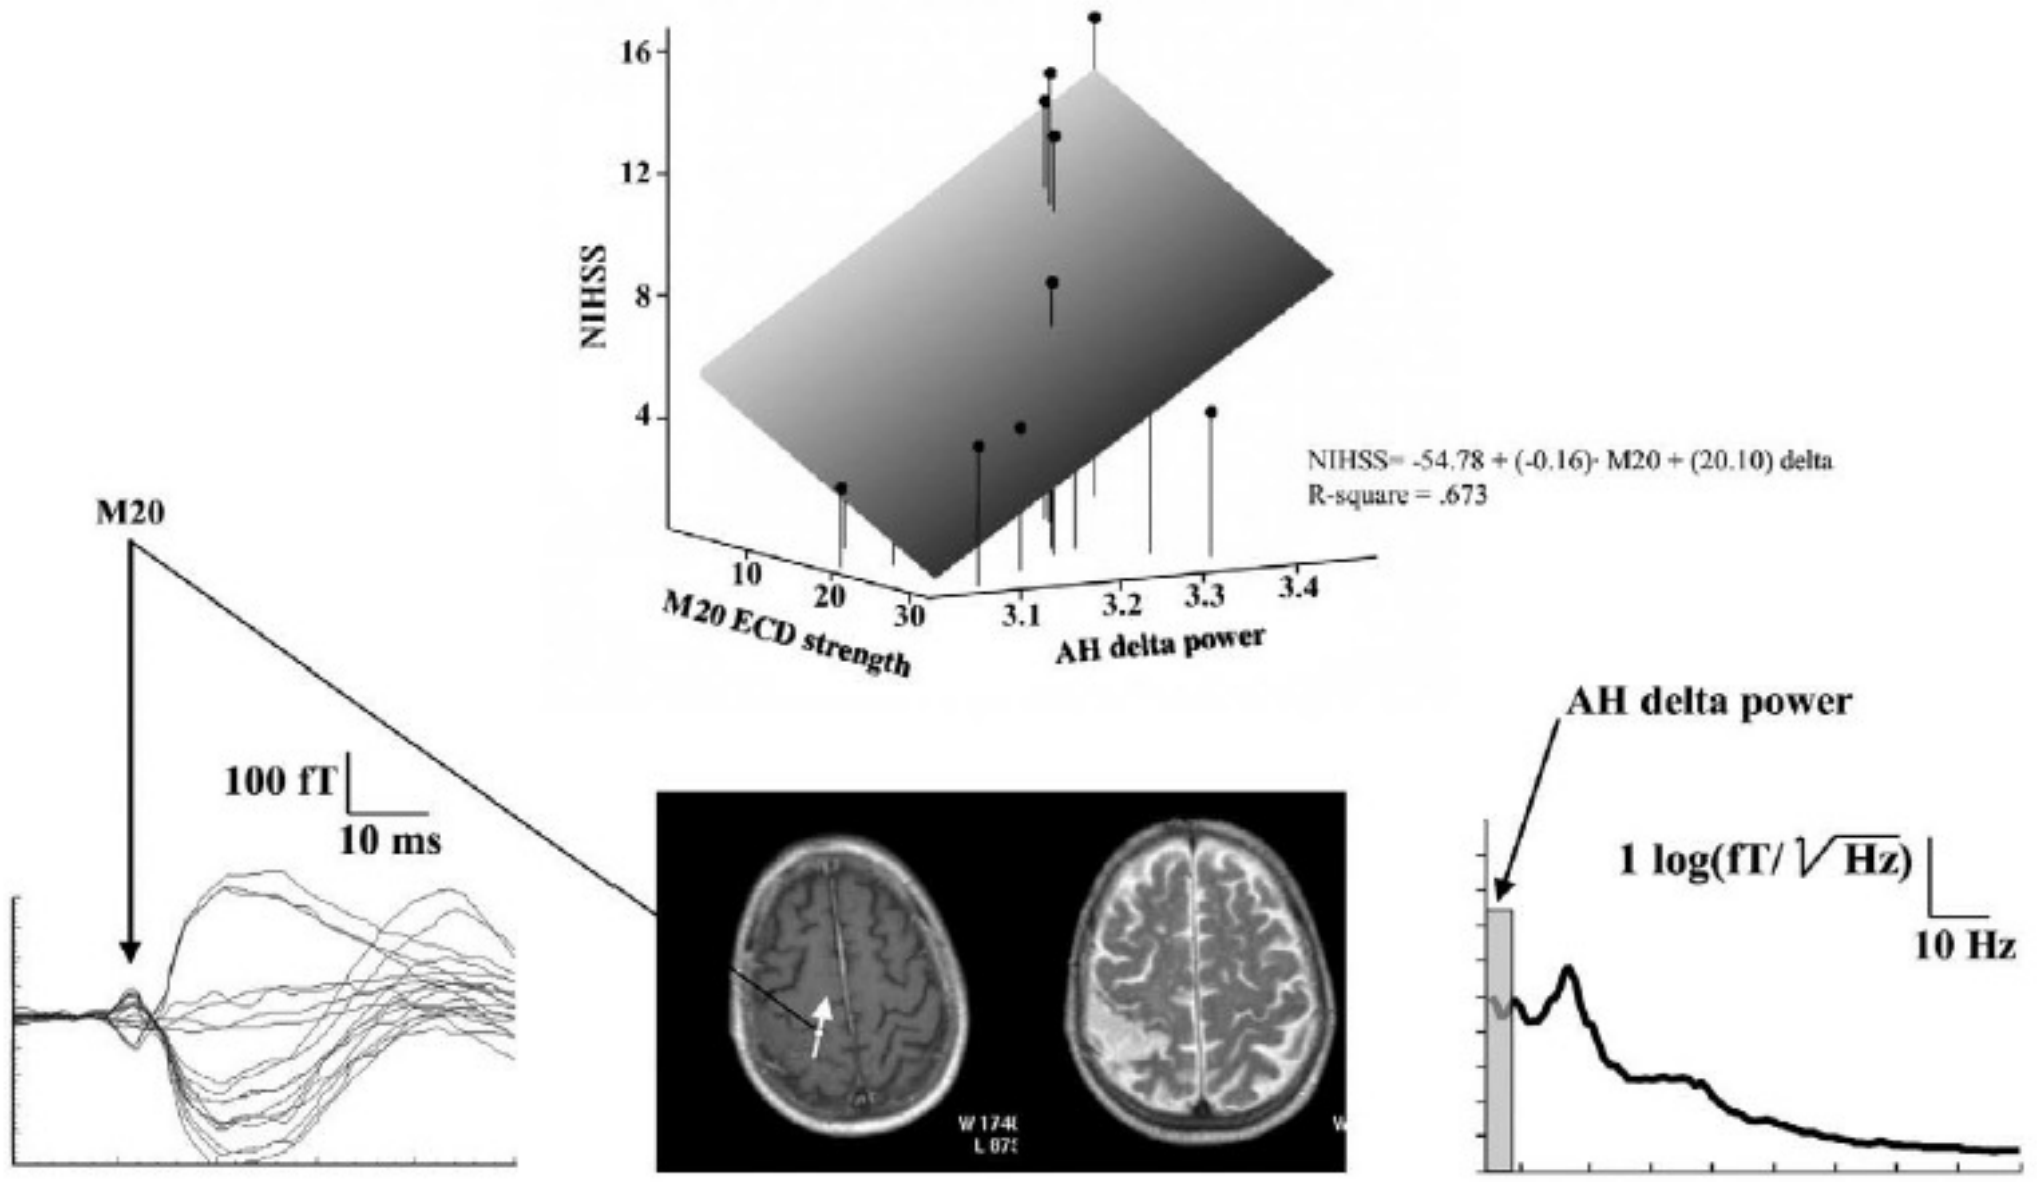 16
12
8
4
NIHSS
10
20
30
M20 ECD strength
3.1
3.2
3.3
3.4
AH delta power
NIHSS= -54.78 + (-0.16)· M20 + (20.10) delta
R-square = .673
M20
100 fT
10 ms
W 174
L 87
W
AH delta power
1 log(fT/√Hz)
10 Hz